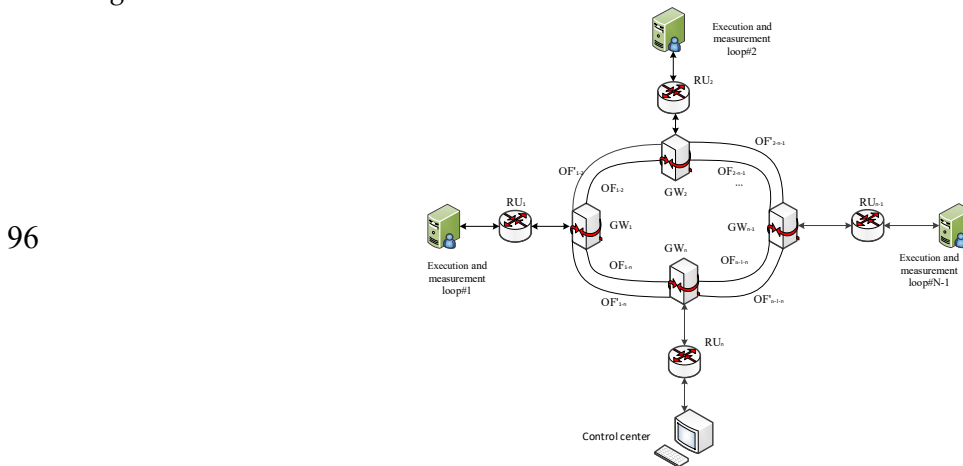 Execution and
measurement
loop#2
RU₂
OF'₂₋ₙ₋₁
OF'₁₋₂
OF₂₋ₙ₋₁
...
OF₁₋₂
GW₂
RU₁
RUₙ₋₁
96
GW₁
GWₙ₋₁
GWₙ
Execution and
measurement
loop#1
OF₁₋ₙ
OFₙ₋₁₋ₙ
Execution and
measurement
loop#N-1
OF'₁₋ₙ
OF'ₙ₋₁₋ₙ
RUₙ
Control center